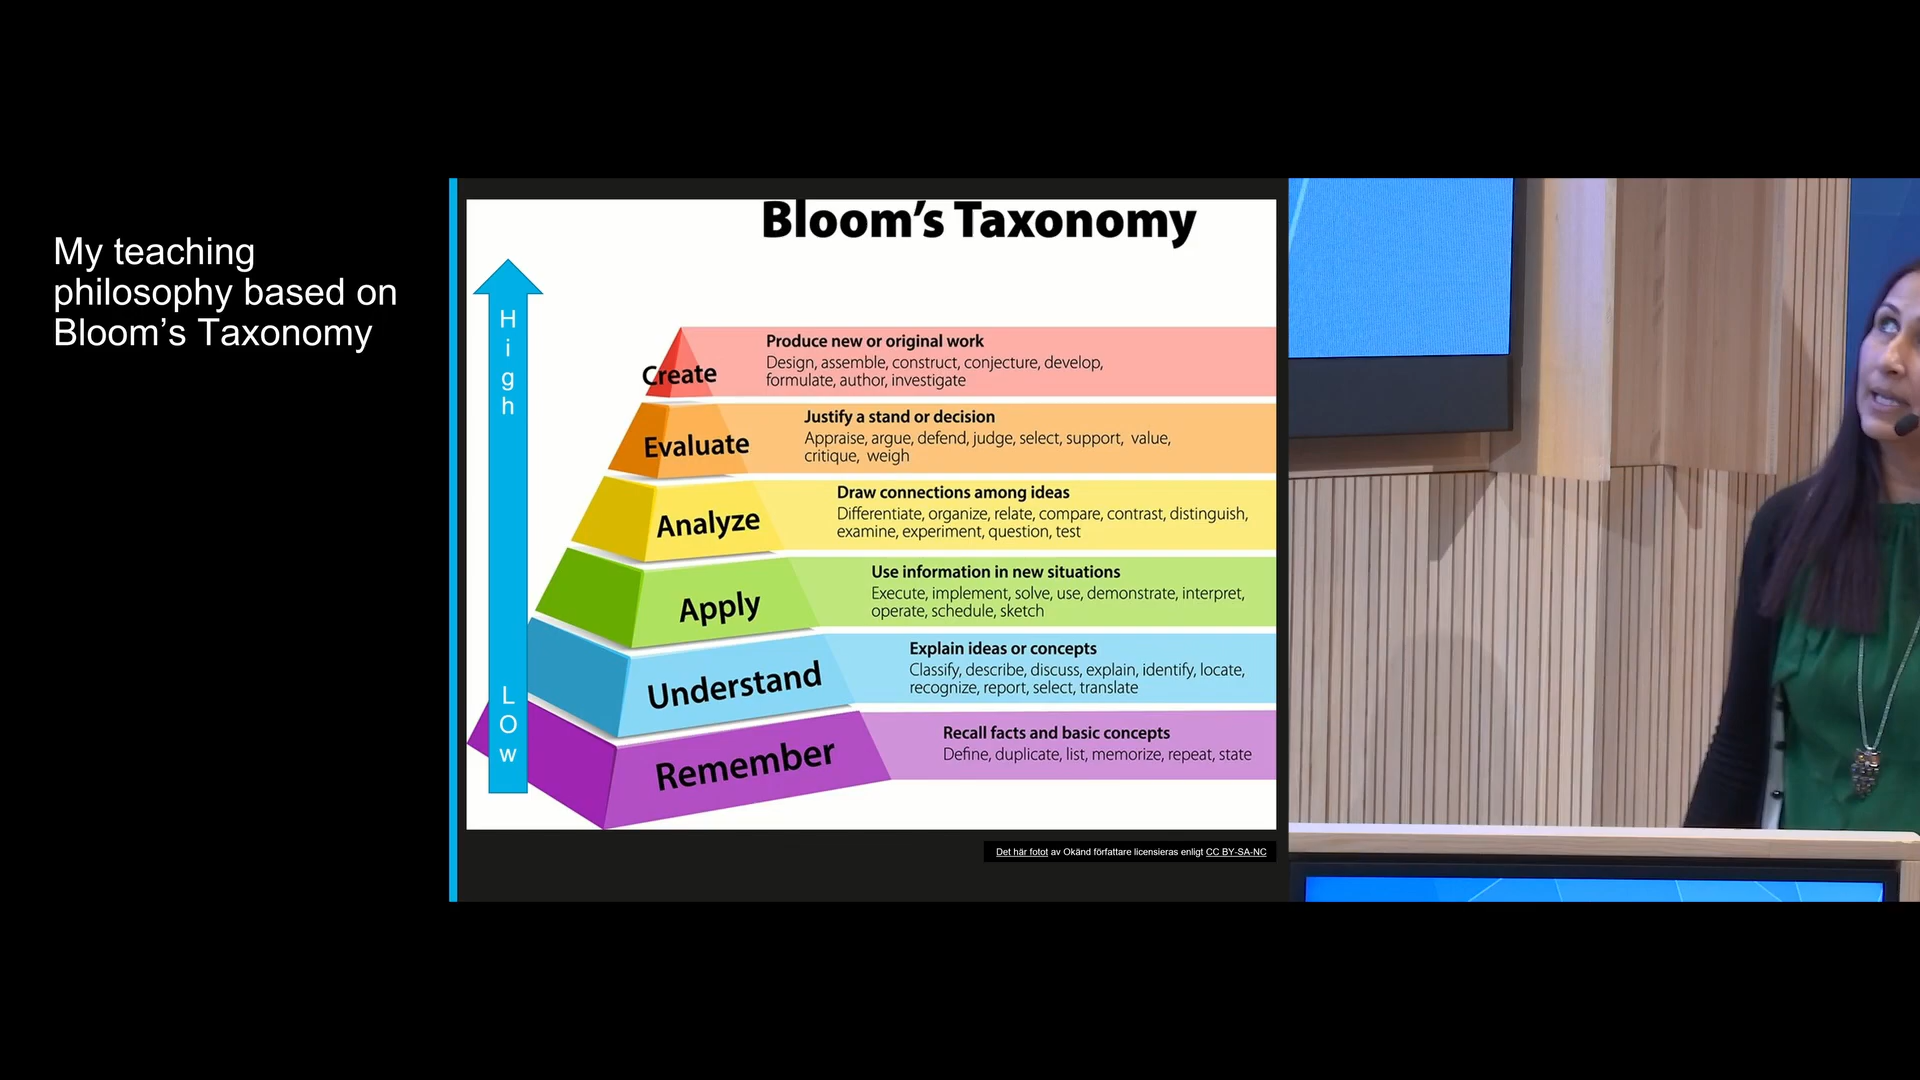 My teaching
philosophy based on
Bloom’s Taxonomy
Bloom’s Taxonomy
High
Create
Produce new or original work
Design, assemble, construct, conjecture, develop,
formulate, author, investigate
Evaluate
Justify a stand or decision
Appraise, argue, defend, judge, select, support, value,
critique, weigh
Analyze
Draw connections among ideas
Differentiate, organize, relate, compare, contrast, distinguish,
examine, experiment, question, test
Apply
Use information in new situations
Execute, implement, solve, use, demonstrate, interpret,
operate, schedule, sketch
Understand
Explain ideas or concepts
Classify, describe, discuss, explain, identify, locate,
recognize, report, select, translate
LOw
Remember
Recall facts and basic concepts
Define, duplicate, list, memorize, repeat, state
Det här fotot av Okänd författare licensieras enligt CC BY-SA-NC